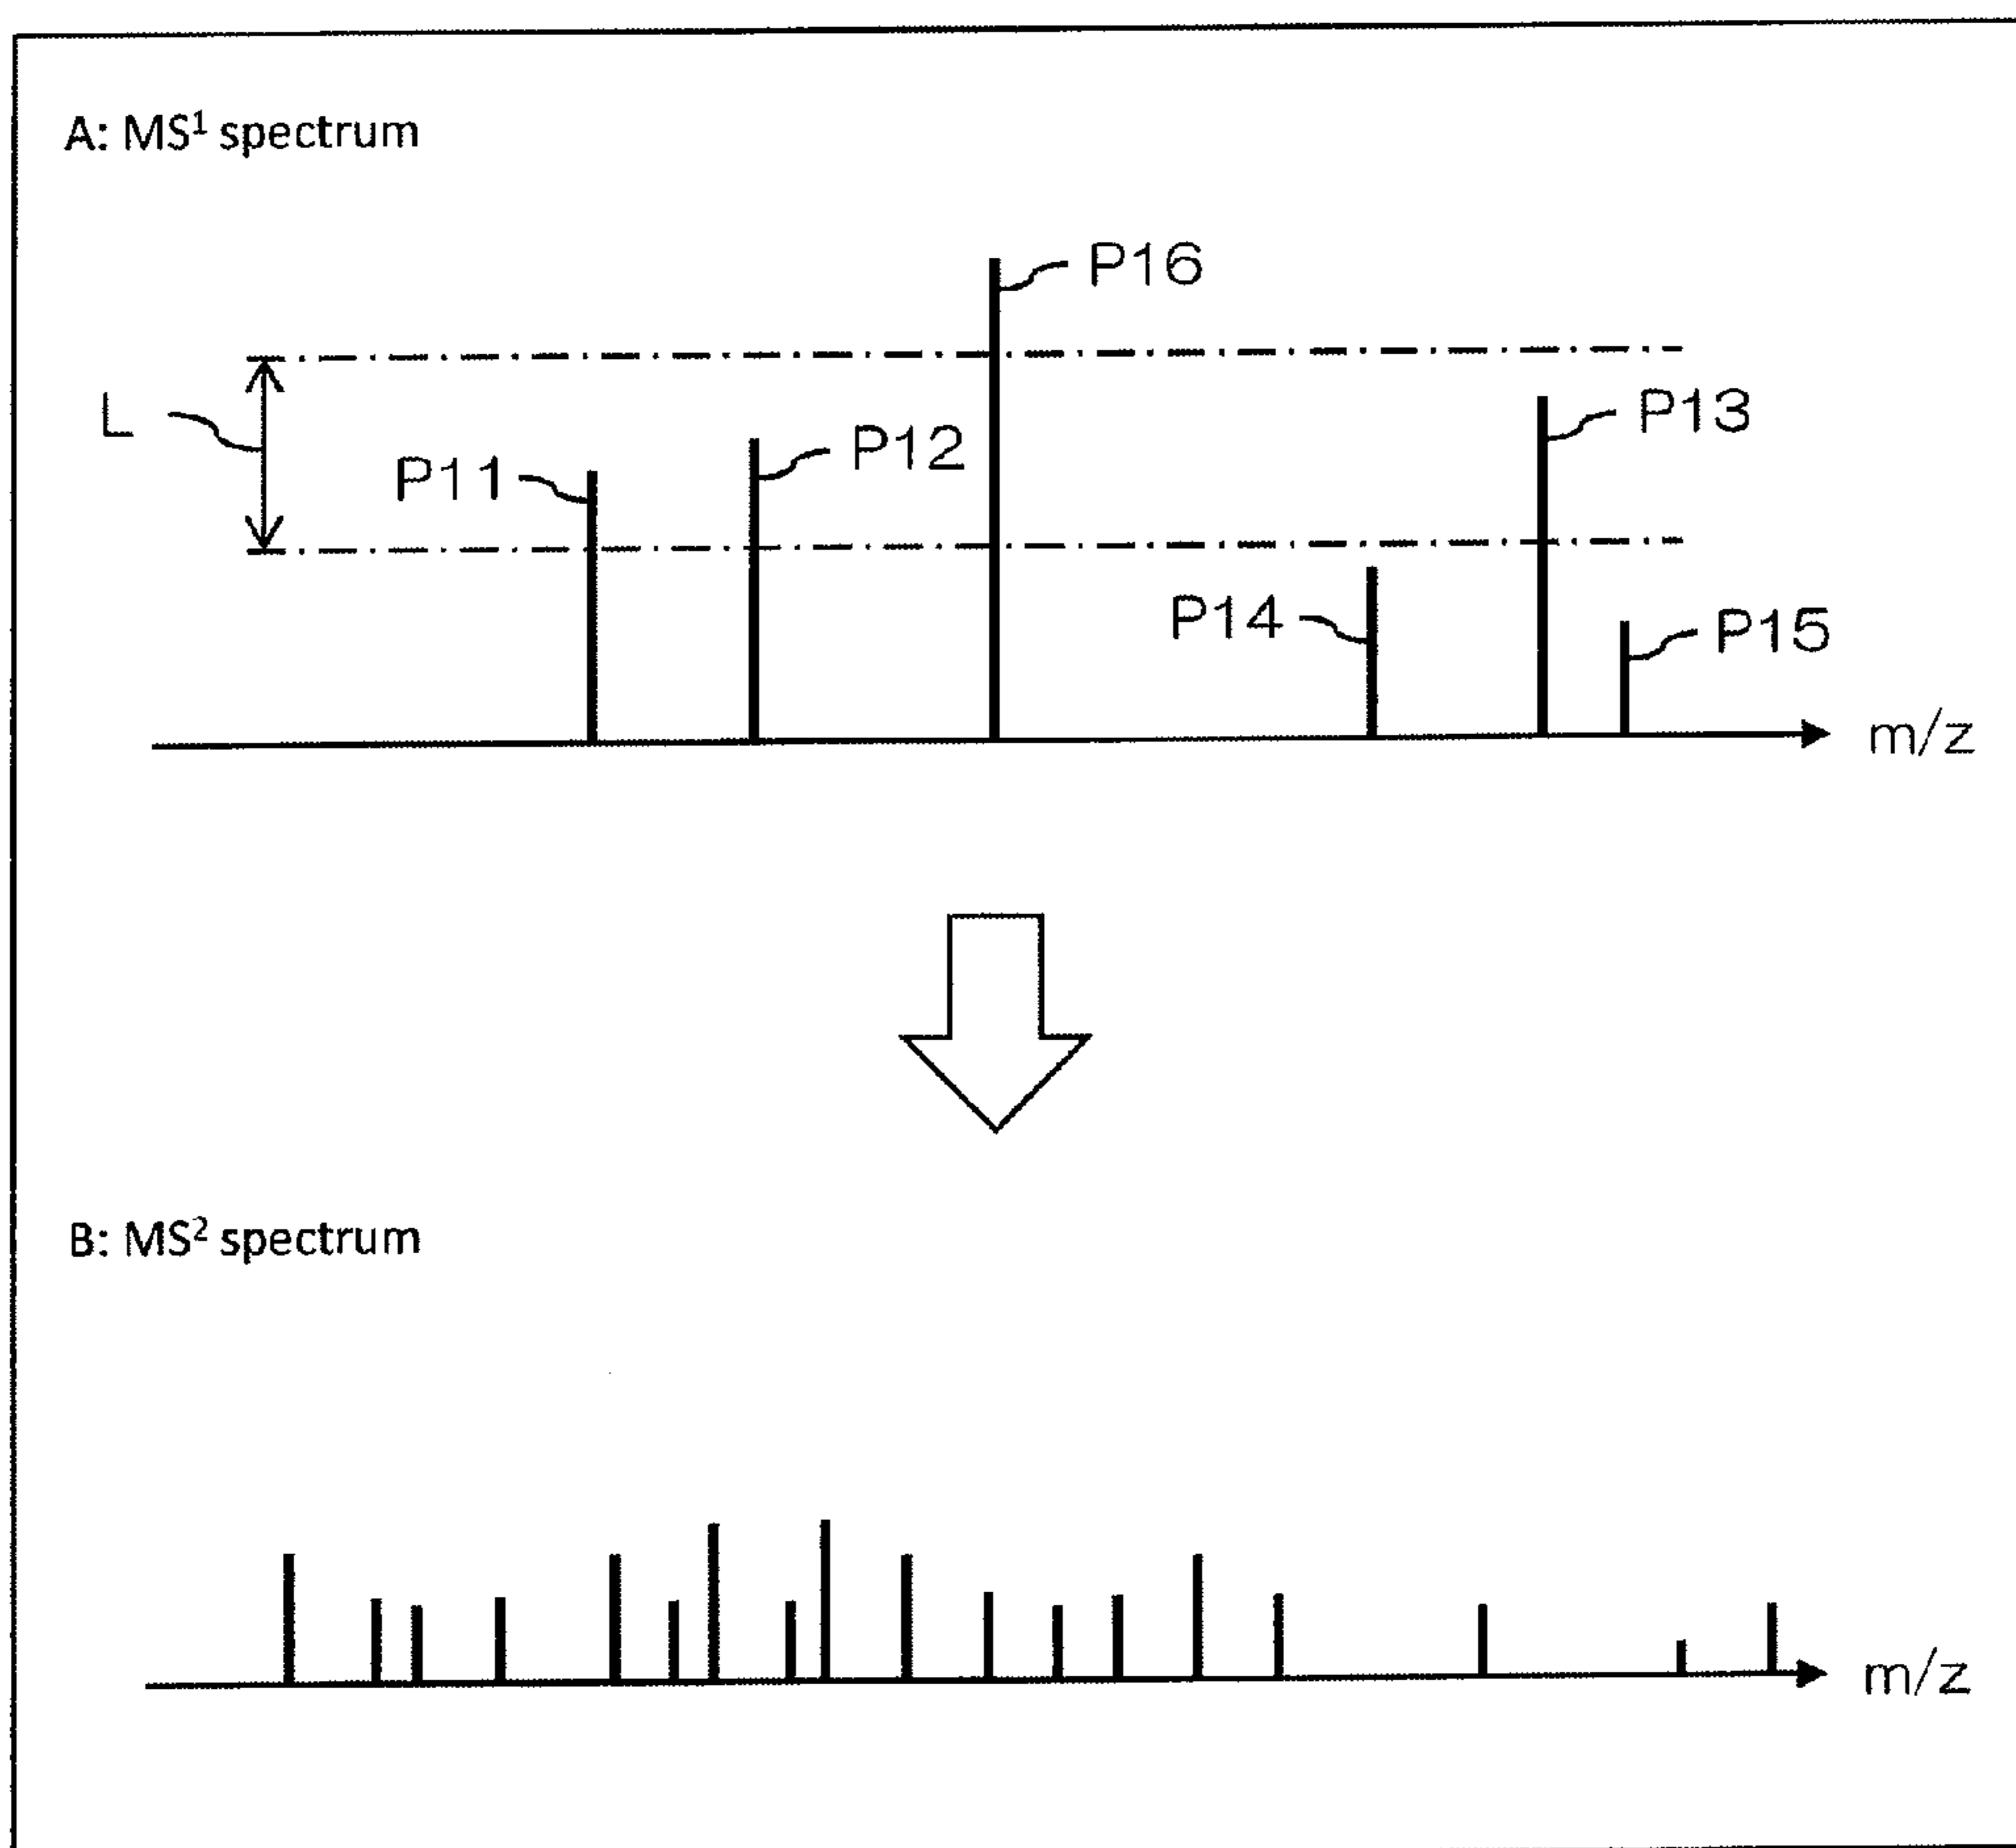 A: MS¹ spectrum
P16
L
P13
P12
P11
P14
P15
m/z
B: MS² spectrum
m/z